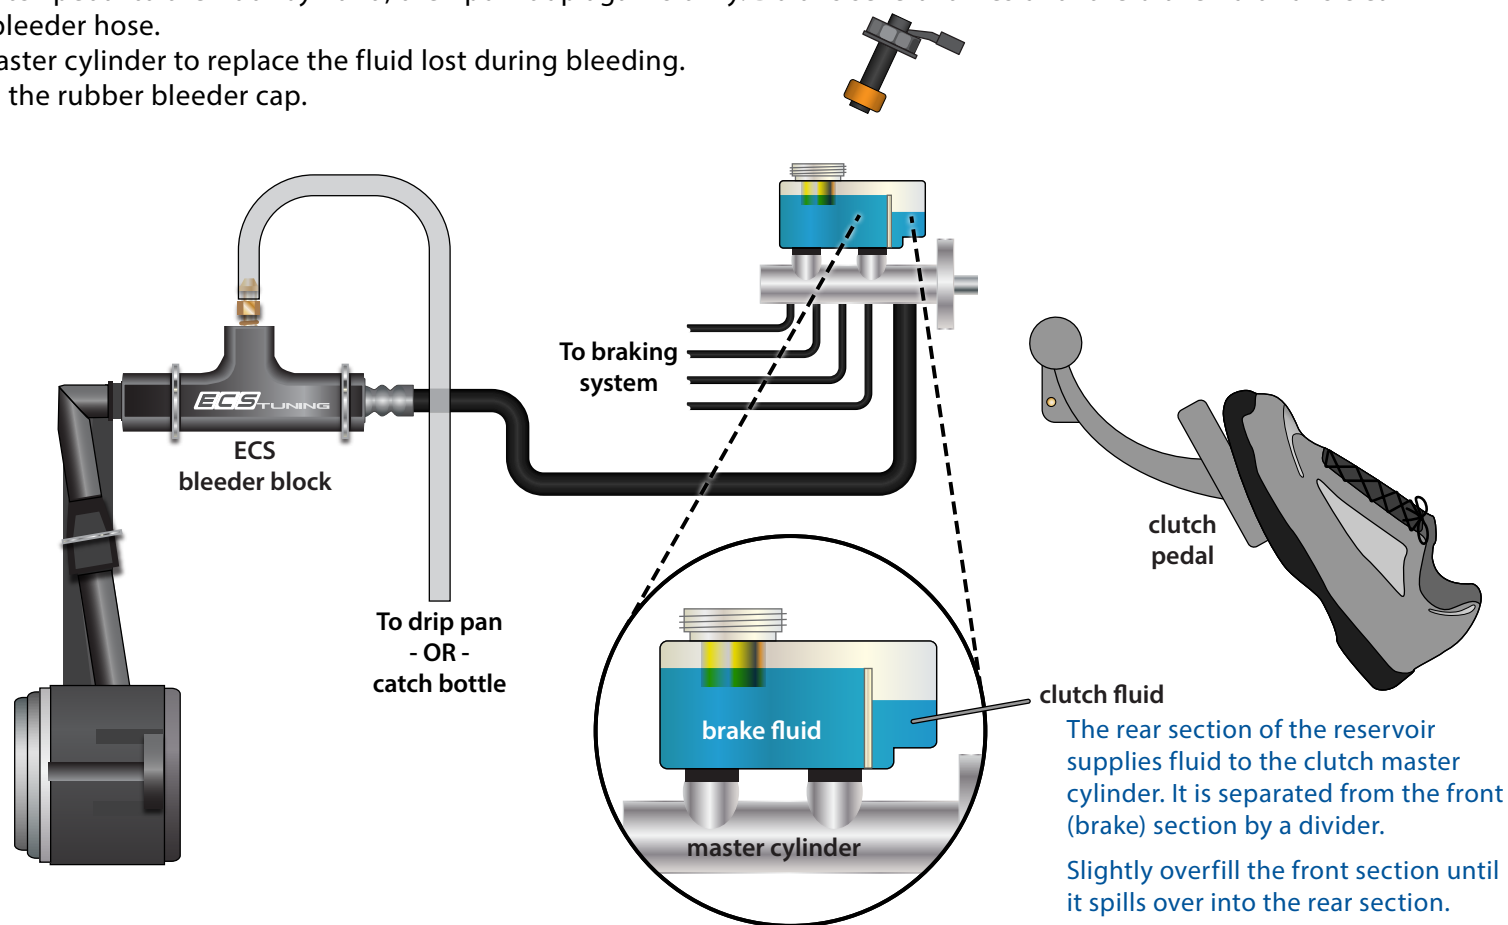 bleeder hose.
aster cylinder to replace the fluid lost during bleeding.
the rubber bleeder cap.
To braking
system
ECS TUNING
ECS
bleeder block
clutch
pedal
To drip pan
- OR -
catch bottle
clutch fluid
brake fluid
The rear section of the reservoir
supplies fluid to the clutch master
cylinder. It is separated from the front
(brake) section by a divider.
master cylinder
Slightly overfill the front section until
it spills over into the rear section.